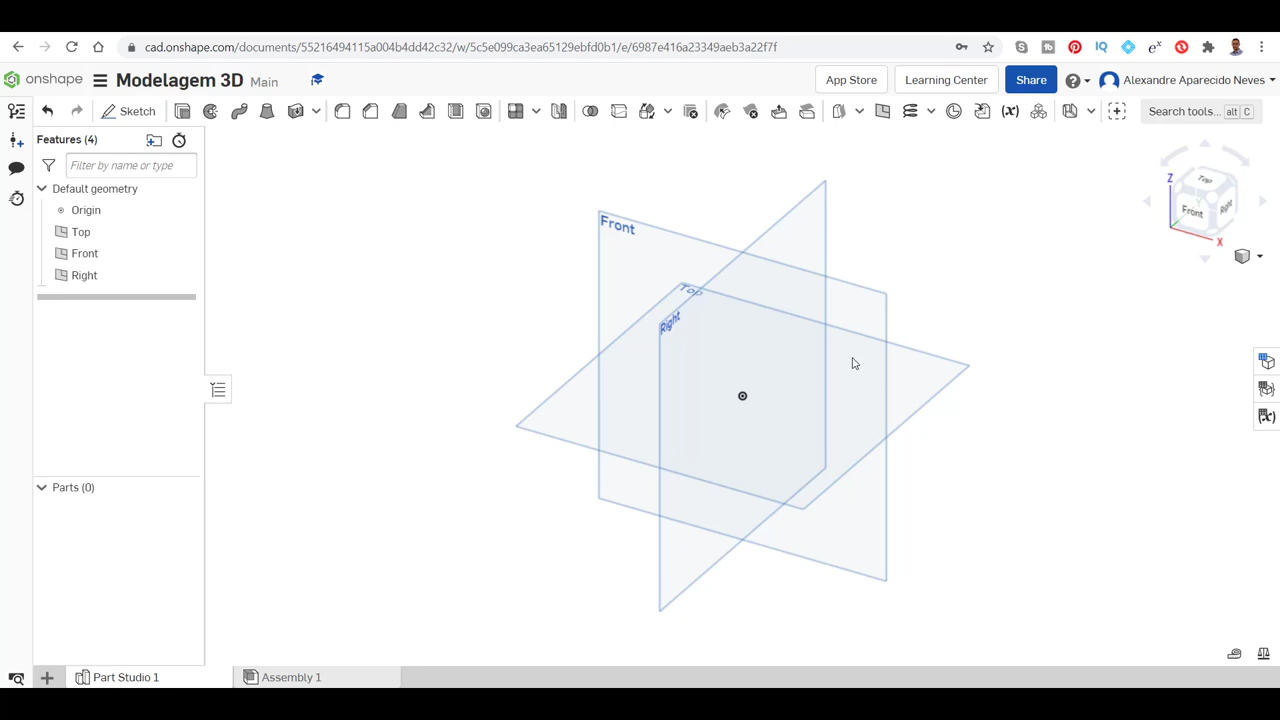 cad.onshape.com/documents/55216494115a004b4dd42c32/w/5c5e099ca3ea65129ebfd0b1/e/6987e416a23349aeb3a22f7f
onshape Modelagem 3D Main
App Store Learning Center Share Alexandre Aparecido Neves
Sketch
Search tools... alt C
Features (4)
Filter by name or type
Default geometry
Origin
Top
Front
Right
Parts (0)
Front
Top
Right
Z
Top
Front
Right
X
Part Studio 1
Assembly 1